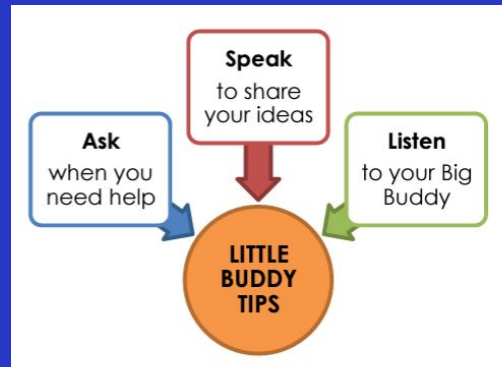 Speak
to share
your ideas
Ask
when you
need help
Listen
to your Big
Buddy
LITTLE
BUDDY
TIPS